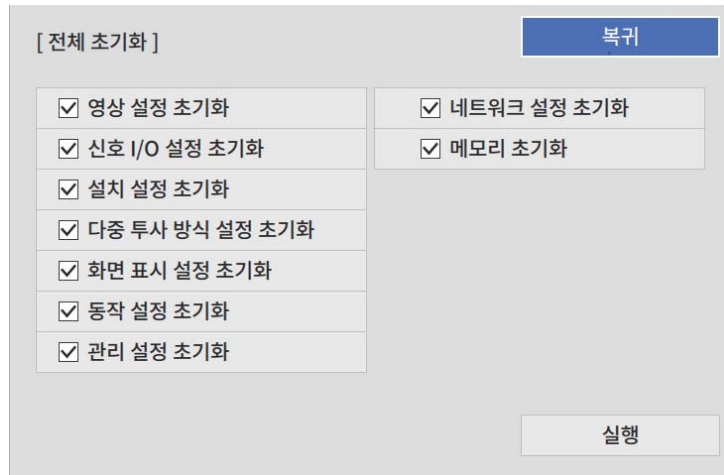 [ 전체 초기화 ]
복귀
영상 설정 초기화
신호 I/O 설정 초기화
설치 설정 초기화
다중 투사 방식 설정 초기화
화면 표시 설정 초기화
동작 설정 초기화
관리 설정 초기화
네트워크 설정 초기화
메모리 초기화
실행